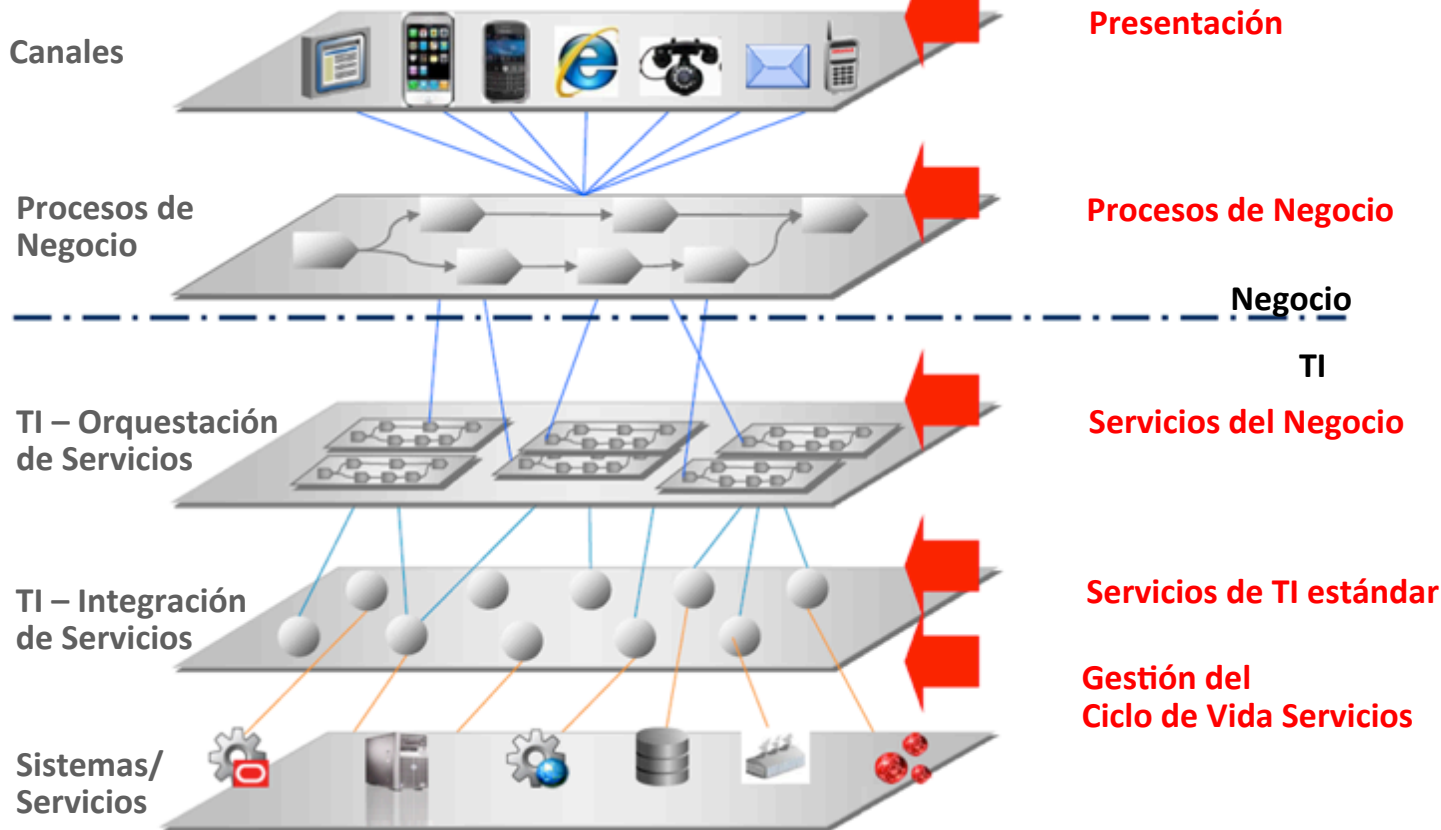 Canales
Presentación
Procesos de
Negocio
Procesos de Negocio
Negocio
TI
TI – Orquestación
de Servicios
Servicios del Negocio
TI – Integración
de Servicios
Servicios de TI estándar
Gestión del
Ciclo de Vida Servicios
Sistemas/
Servicios